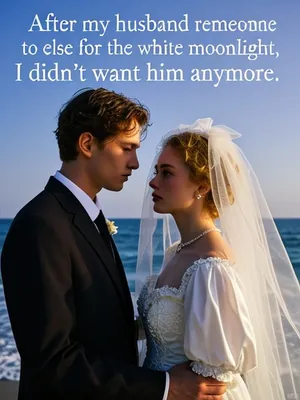 After my husband remeonne
to else for the white moonlight,
I didn't want him anymore.